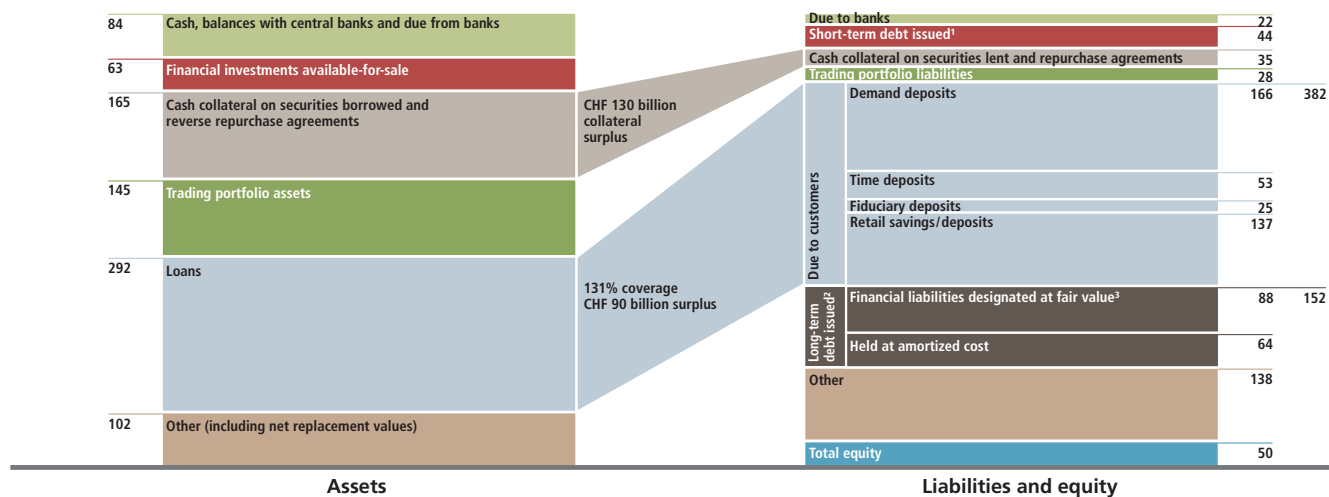 84
Cash, balances with central banks and due from banks
63
Financial investments available-for-sale
165
Cash collateral on securities borrowed and
reverse repurchase agreements
145
Trading portfolio assets
292
Loans
102
Other (including net replacement values)
CHF 130 billion
collateral
surplus
131% coverage
CHF 90 billion surplus
Due to banks
22
Short-term debt issued¹
44
Cash collateral on securities lent and repurchase agreements
35
Trading portfolio liabilities
28
Due to customers
Demand deposits
166
382
Time deposits
53
Fiduciary deposits
25
Retail savings/deposits
137
Long-term
debt issued²
Financial liabilities designated at fair value³
88
152
Held at amortized cost
64
Other
138
Total equity
50
Assets
Liabilities and equity